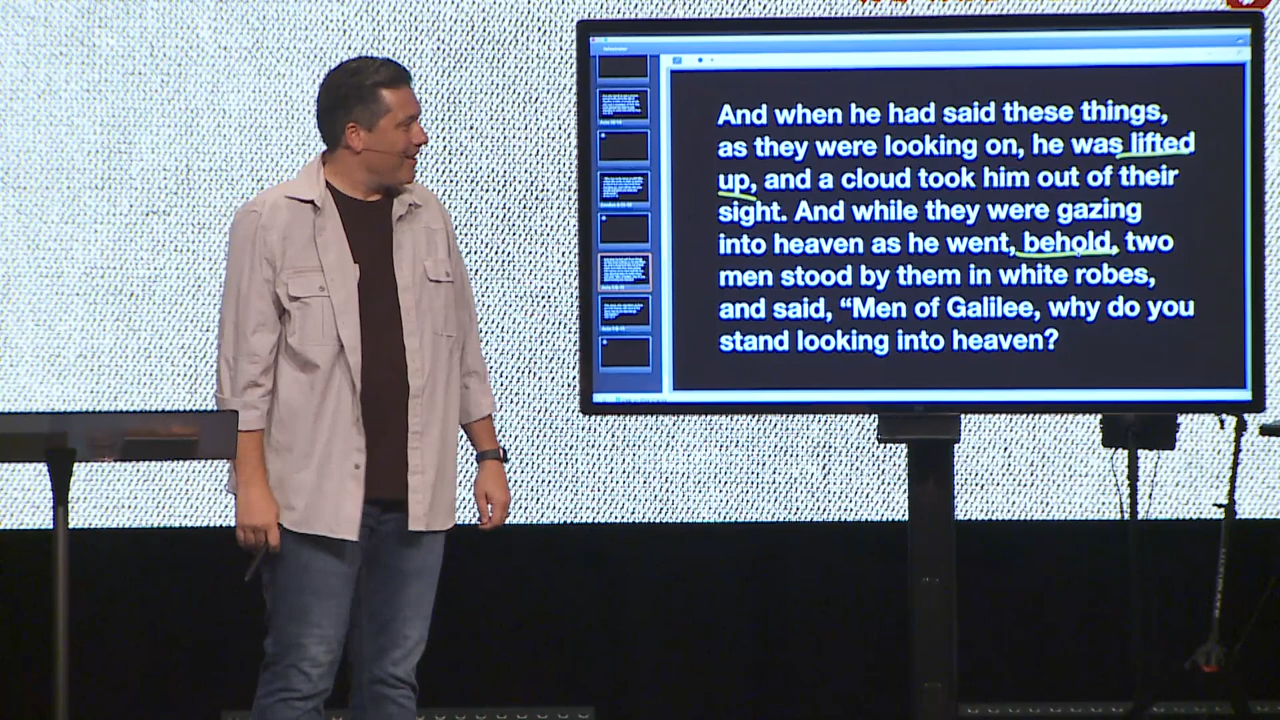 And when he had said these things,
as they were looking on, he was lifted
up, and a cloud took him out of their
sight. And while they were gazing
into heaven as he went, behold, two
men stood by them in white robes,
and said, “Men of Galilee, why do you
stand looking into heaven?